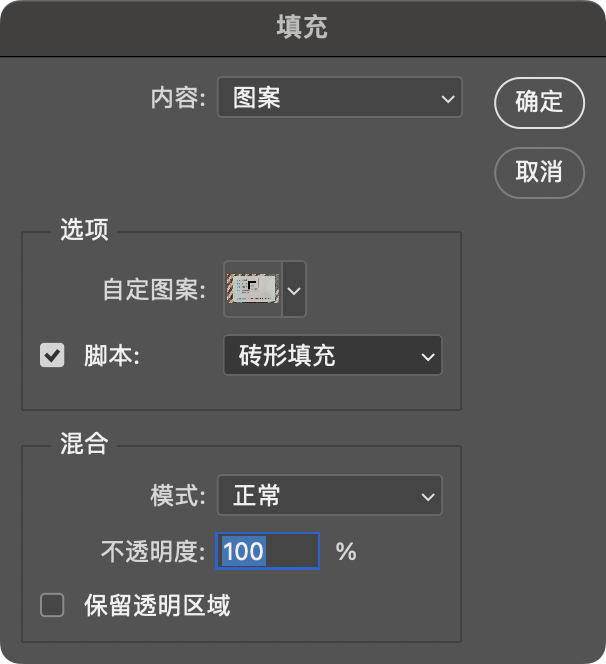 填充
内容: 图案
确定
取消
选项
自定图案:
脚本: 砖形填充
混合
模式: 正常
不透明度: 100 %
保留透明区域